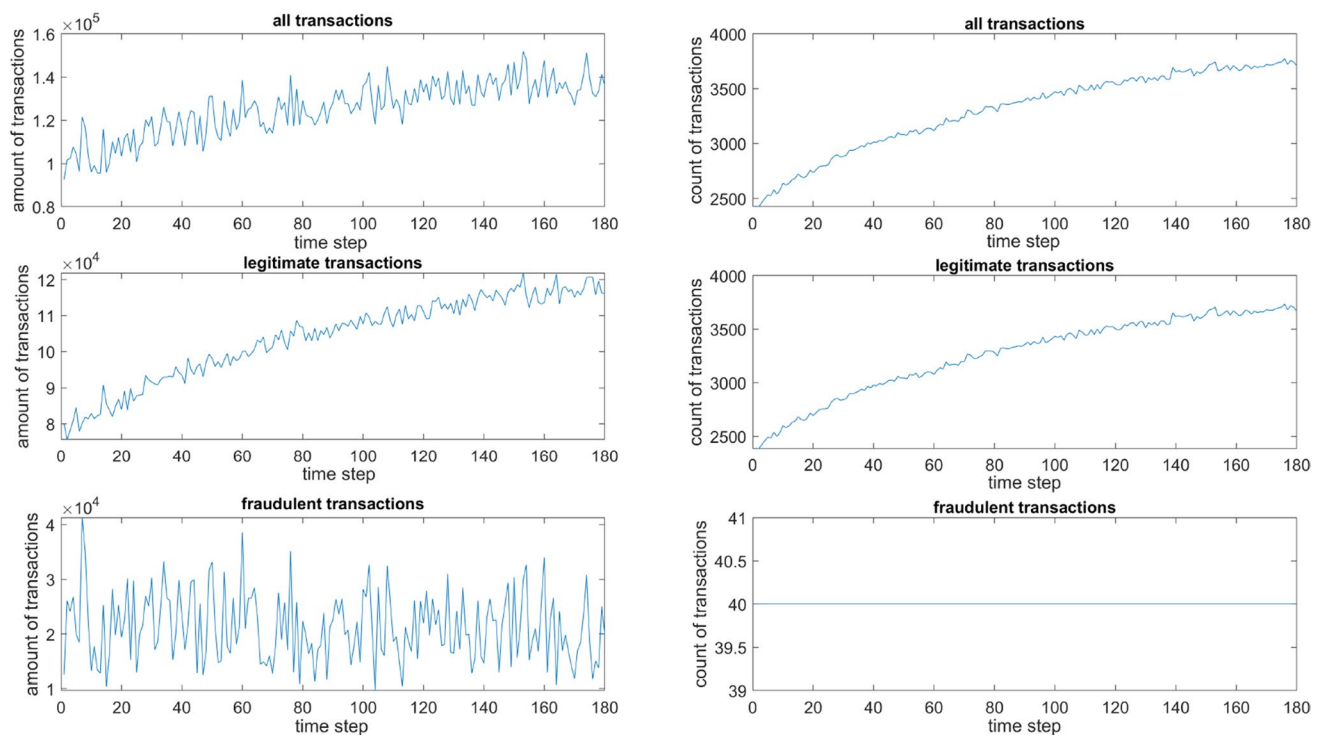 all transactions
×10⁵
amount of transactions
1.6
1.4
1.2
1
0.8
0 20 40 60 80 100 120 140 160 180
time step
all transactions
count of transactions
4000
3500
3000
2500
0 20 40 60 80 100 120 140 160 180
time step
legitimate transactions
×10⁴
amount of transactions
12
11
10
9
8
0 20 40 60 80 100 120 140 160 180
time step
legitimate transactions
count of transactions
4000
3500
3000
2500
0 20 40 60 80 100 120 140 160 180
time step
fraudulent transactions
×10⁴
amount of transactions
4
3
2
1
0 20 40 60 80 100 120 140 160 180
time step
fraudulent transactions
count of transactions
41
40.5
40
39.5
39
0 20 40 60 80 100 120 140 160 180
time step